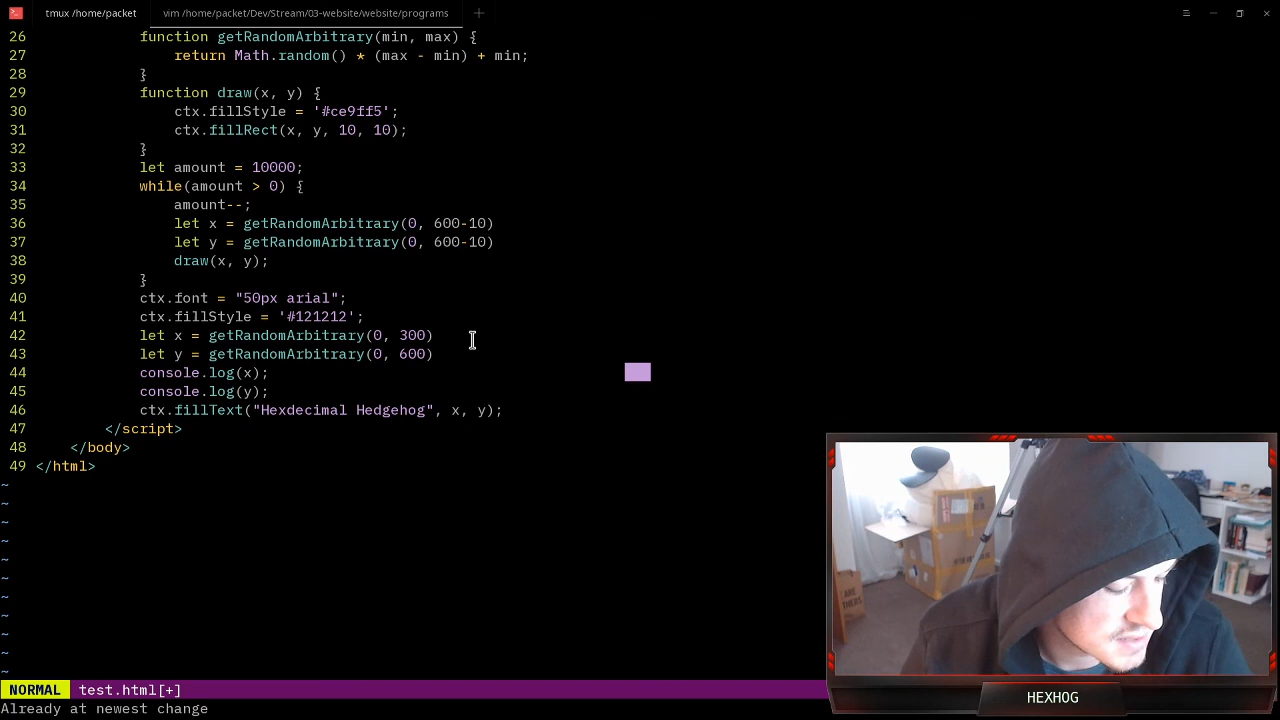 tmux /home/packet
vim /home/packet/Dev/Stream/03-website/website/programs
26 function getRandomArbitrary(min, max) {
27 return Math.random() * (max - min) + min;
28 }
29 function draw(x, y) {
30 ctx.fillStyle = '#ce9ff5';
31 ctx.fillRect(x, y, 10, 10);
32 }
33 let amount = 10000;
34 while(amount > 0) {
35 amount--;
36 let x = getRandomArbitrary(0, 600-10)
37 let y = getRandomArbitrary(0, 600-10)
38 draw(x, y);
39 }
40 ctx.font = "50px arial";
41 ctx.fillStyle = '#121212';
42 let x = getRandomArbitrary(0, 300)
43 let y = getRandomArbitrary(0, 600)
44 console.log(x);
45 console.log(y);
46 ctx.fillText("Hexdecimal Hedgehog", x, y);
47 </script>
48 </body>
49 </html>
~
~
~
~
~
~
~
~
~
~
~
NORMAL test.html[+]
Already at newest change
HEXHOG